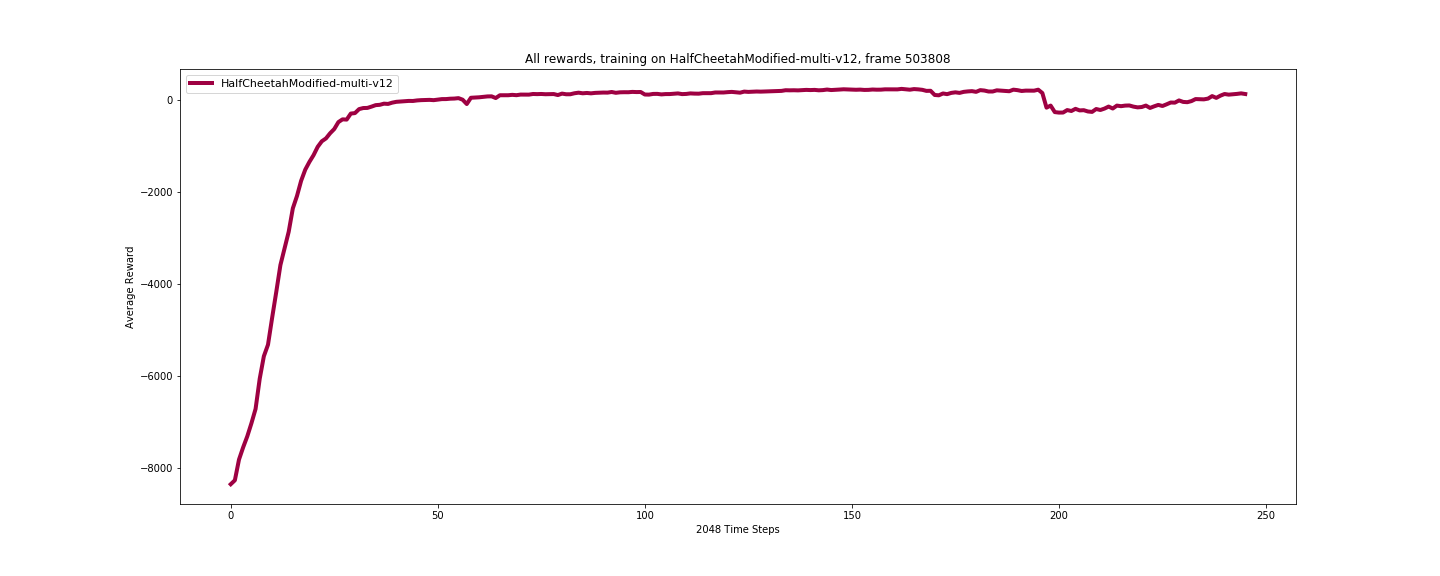 All rewards, training on HalfCheetahModified-multi-v12, frame 503808
HalfCheetahModified-multi-v12
Average Reward
0
−2000
−4000
−6000
−8000
0 50 100 150 200 250
2048 Time Steps